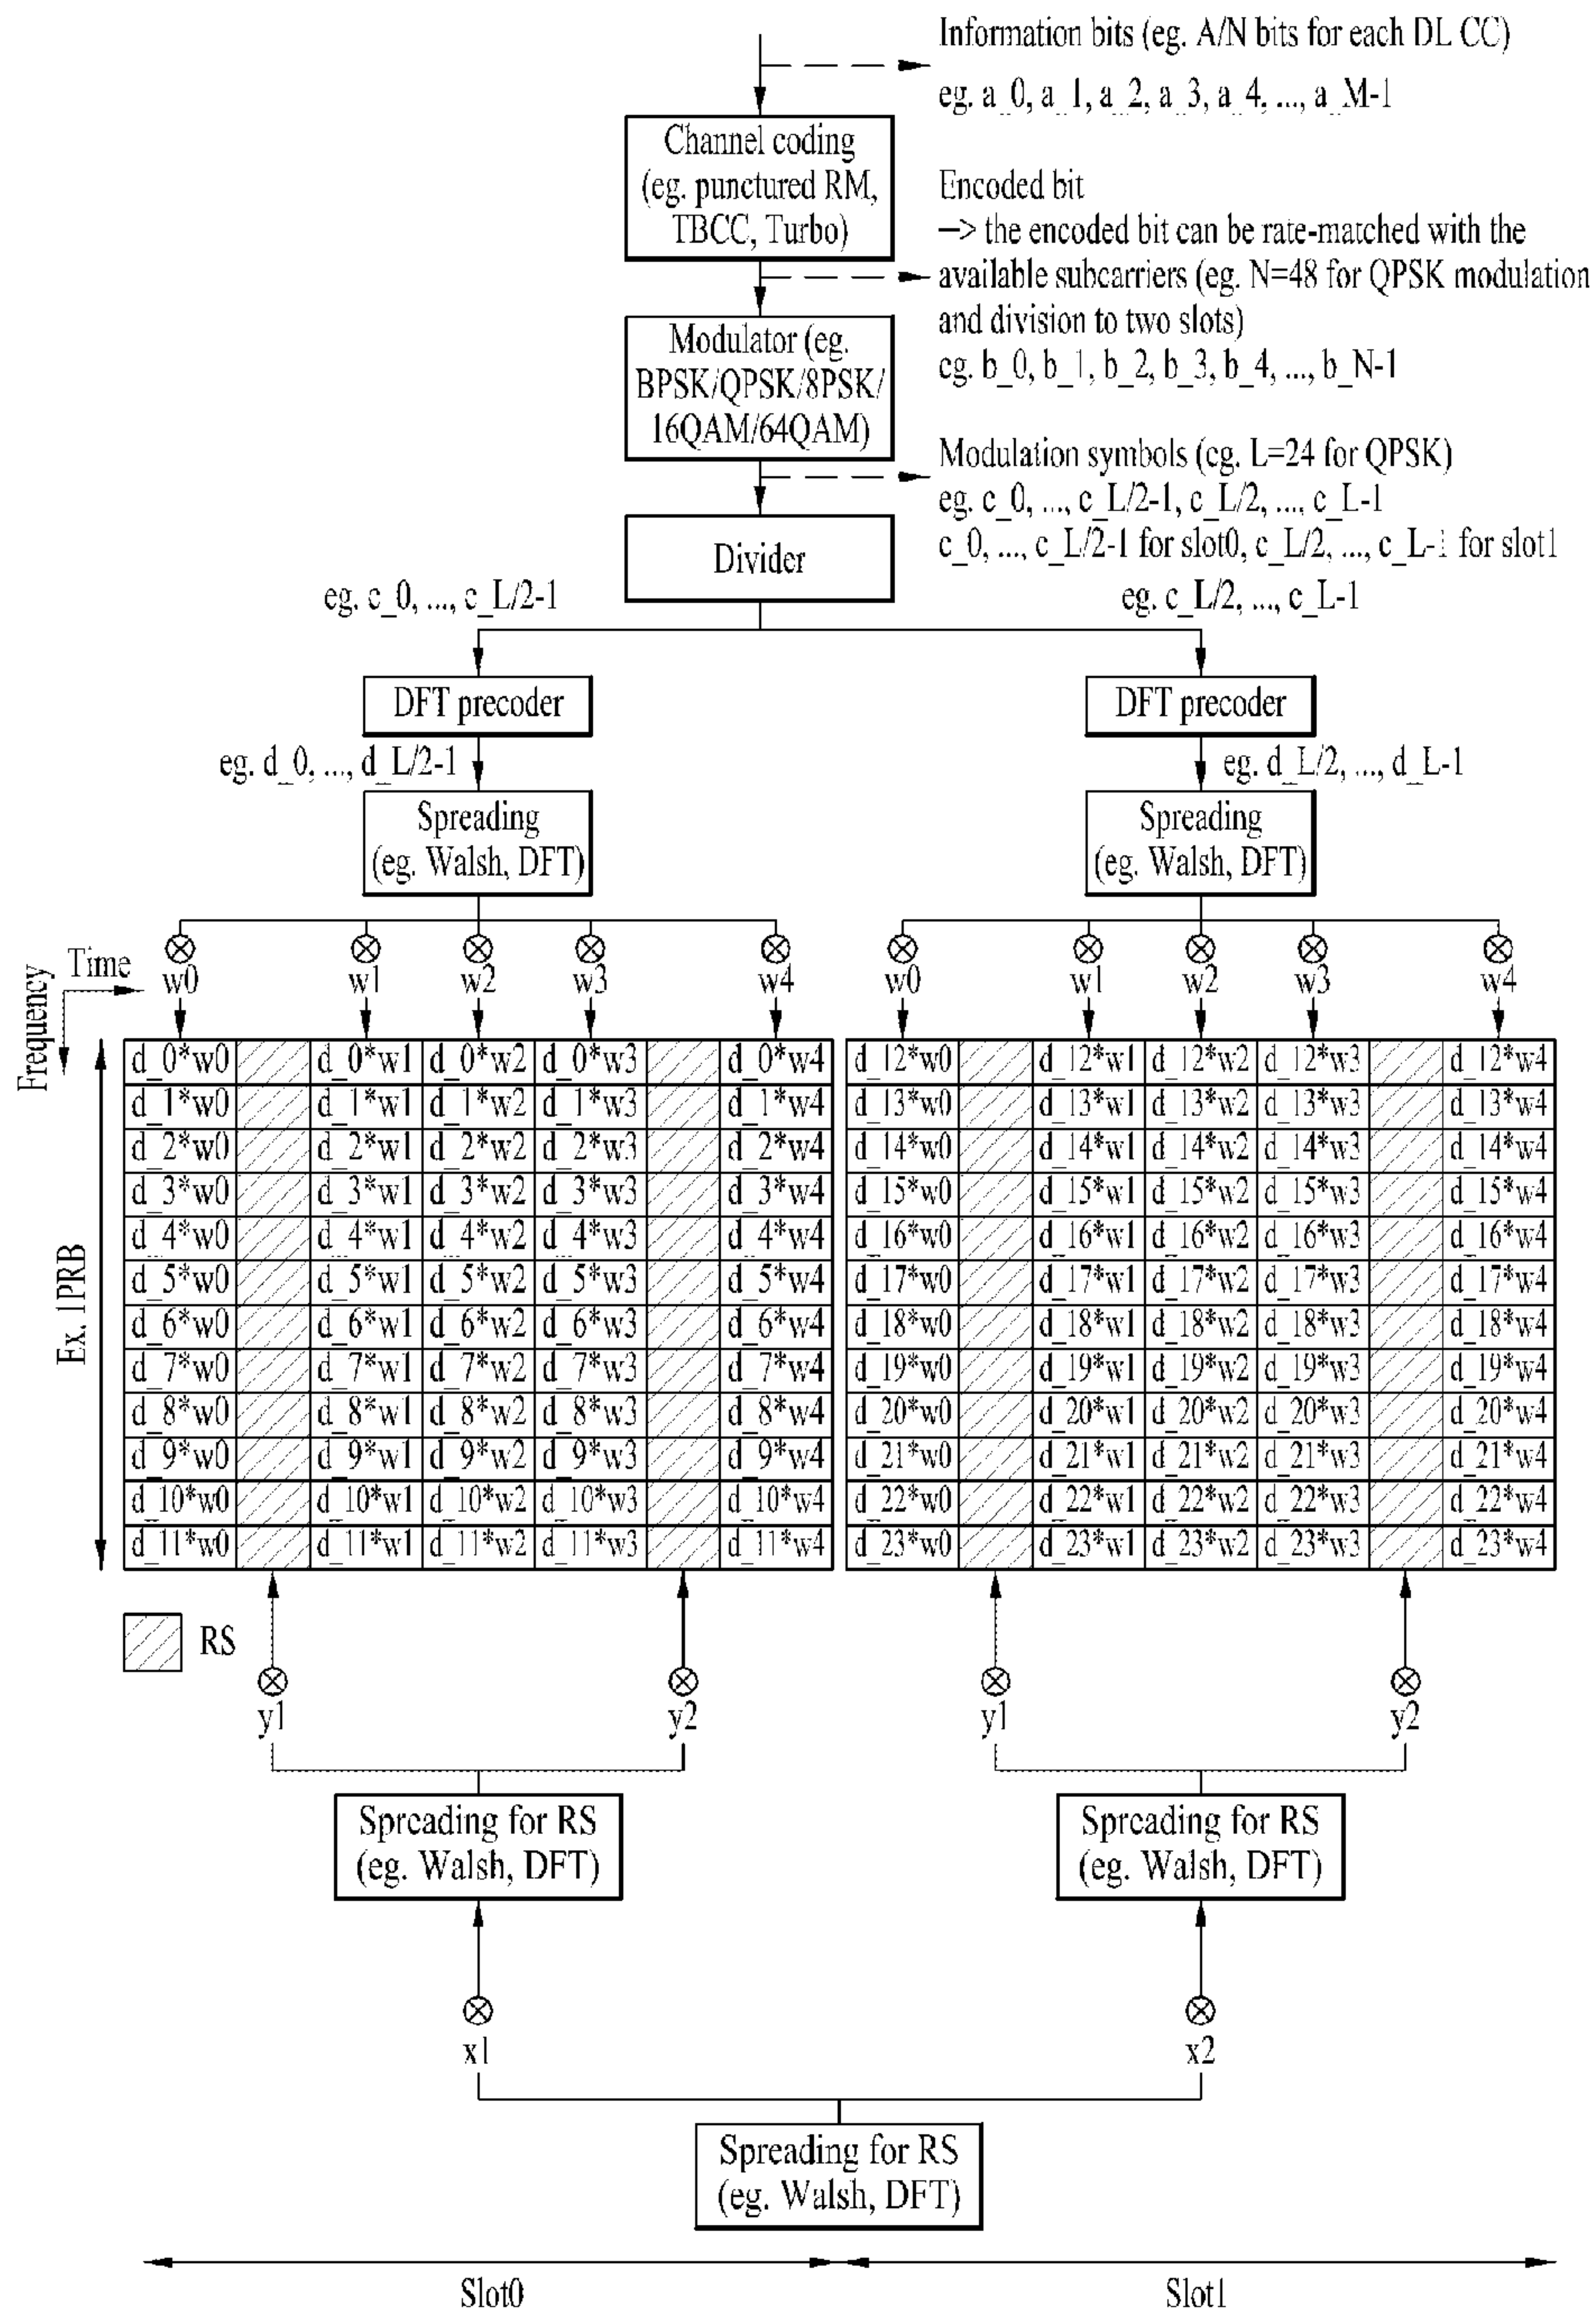 Information bits (eg. A/N bits for each DL CC)
eg. a_0, a_1, a_2, a_3, a_4, ..., a_M-1
Channel coding
(eg. punctured RM,
TBCC, Turbo)
Encoded bit
—> the encoded bit can be rate-matched with the
available subcarriers (eg. N=48 for QPSK modulation
and division to two slots)
eg. b_0, b_1, b_2, b_3, b_4, ..., b_N-1
Modulator (eg.
BPSK/QPSK/8PSK/
16QAM/64QAM)
Modulation symbols (eg. L=24 for QPSK)
eg. c_0, ..., c_L/2-1, c_L/2, ..., c_L-1
c_0, ..., c_L/2-1 for slot0, c_L/2, ..., c_L-1 for slot1
Divider
eg. c_0, ..., c_L/2-1 eg. c_L/2, ..., c_L-1
DFT precoder DFT precoder
eg. d_0, ..., d_L/2-1 eg. d_L/2, ..., d_L-1
Spreading Spreading
(eg. Walsh, DFT) (eg. Walsh, DFT)
Time
Frequency
w0 w1 w2 w3 w4 w0 w1 w2 w3 w4
d_0*w0 d_0*w1 d_0*w2 d_0*w3 d_0*w4 d_12*w0 d_12*w1 d_12*w2 d_12*w3 d_12*w4
d_1*w0 d_1*w1 d_1*w2 d_1*w3 d_1*w4 d_13*w0 d_13*w1 d_13*w2 d_13*w3 d_13*w4
d_2*w0 d_2*w1 d_2*w2 d_2*w3 d_2*w4 d_14*w0 d_14*w1 d_14*w2 d_14*w3 d_14*w4
d_3*w0 d_3*w1 d_3*w2 d_3*w3 d_3*w4 d_15*w0 d_15*w1 d_15*w2 d_15*w3 d_15*w4
d_4*w0 d_4*w1 d_4*w2 d_4*w3 d_4*w4 d_16*w0 d_16*w1 d_16*w2 d_16*w3 d_16*w4
d_5*w0 d_5*w1 d_5*w2 d_5*w3 d_5*w4 d_17*w0 d_17*w1 d_17*w2 d_17*w3 d_17*w4
d_6*w0 d_6*w1 d_6*w2 d_6*w3 d_6*w4 d_18*w0 d_18*w1 d_18*w2 d_18*w3 d_18*w4
d_7*w0 d_7*w1 d_7*w2 d_7*w3 d_7*w4 d_19*w0 d_19*w1 d_19*w2 d_19*w3 d_19*w4
d_8*w0 d_8*w1 d_8*w2 d_8*w3 d_8*w4 d_20*w0 d_20*w1 d_20*w2 d_20*w3 d_20*w4
d_9*w0 d_9*w1 d_9*w2 d_9*w3 d_9*w4 d_21*w0 d_21*w1 d_21*w2 d_21*w3 d_21*w4
d_10*w0 d_10*w1 d_10*w2 d_10*w3 d_10*w4 d_22*w0 d_22*w1 d_22*w2 d_22*w3 d_22*w4
d_11*w0 d_11*w1 d_11*w2 d_11*w3 d_11*w4 d_23*w0 d_23*w1 d_23*w2 d_23*w3 d_23*w4
Ex. 1PRB
RS
y1 y2 y1 y2
Spreading for RS Spreading for RS
(eg. Walsh, DFT) (eg. Walsh, DFT)
x1 x2
Spreading for RS
(eg. Walsh, DFT)
Slot0 Slot1